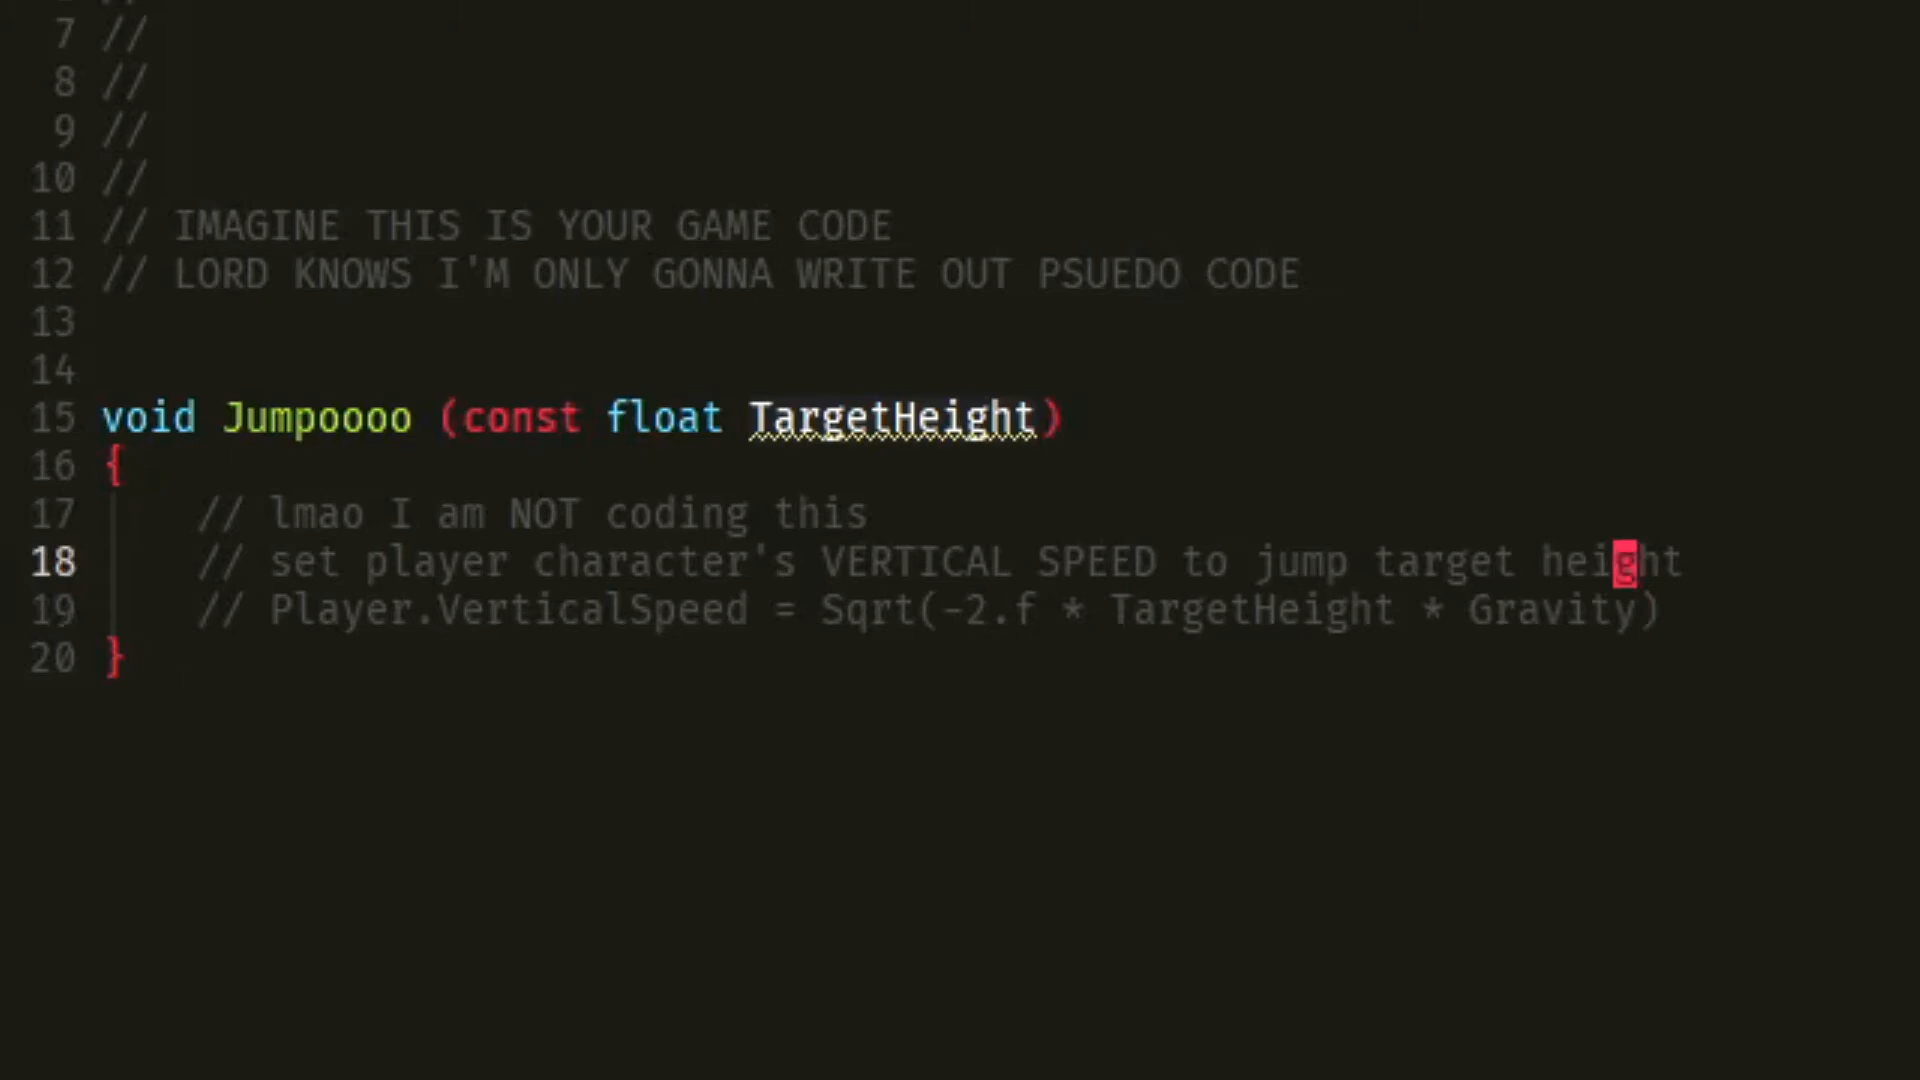 7 //
8 //
9 //
10 //
11 // IMAGINE THIS IS YOUR GAME CODE
12 // LORD KNOWS I'M ONLY GONNA WRITE OUT PSUEDO CODE
13
14
15 void Jumpoooo (const float TargetHeight)
16 {
17 // lmao I am NOT coding this
18 // set player character's VERTICAL SPEED to jump target height
19 // Player.VerticalSpeed = Sqrt(-2.f * TargetHeight * Gravity)
20 }